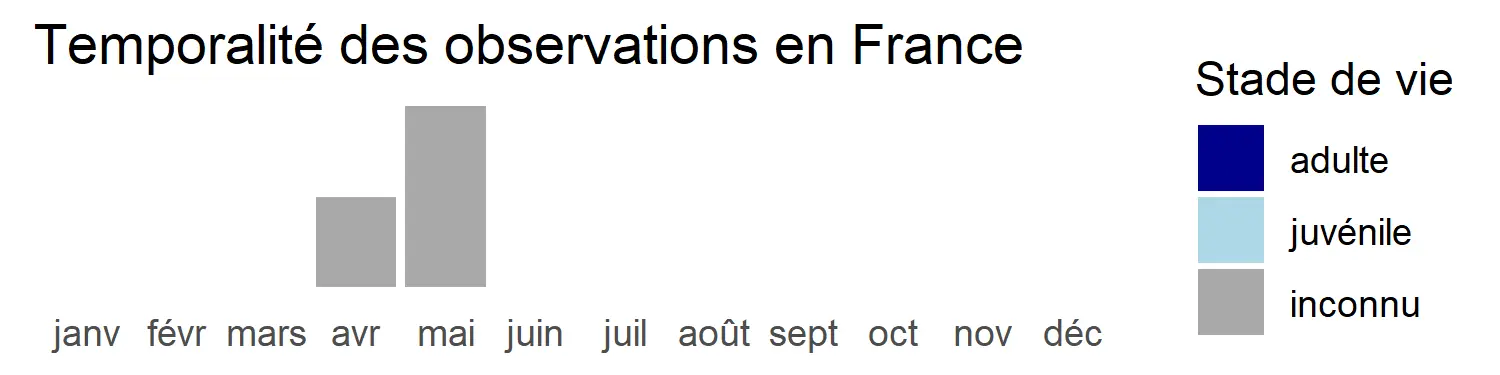 Temporalité des observations en France
Stade de vie
adulte
juvénile
inconnu
janv févr mars avr mai juin juil août sept oct nov déc